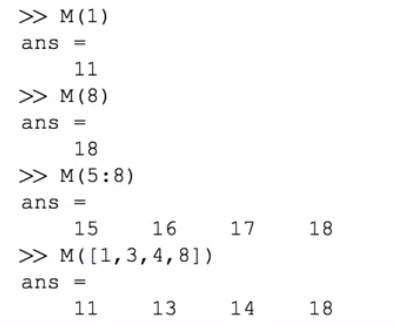 >> M(1)
ans =
    11
>> M(8)
ans =
    18
>> M(5:8)
ans =
    15    16    17    18
>> M([1,3,4,8])
ans =
    11    13    14    18